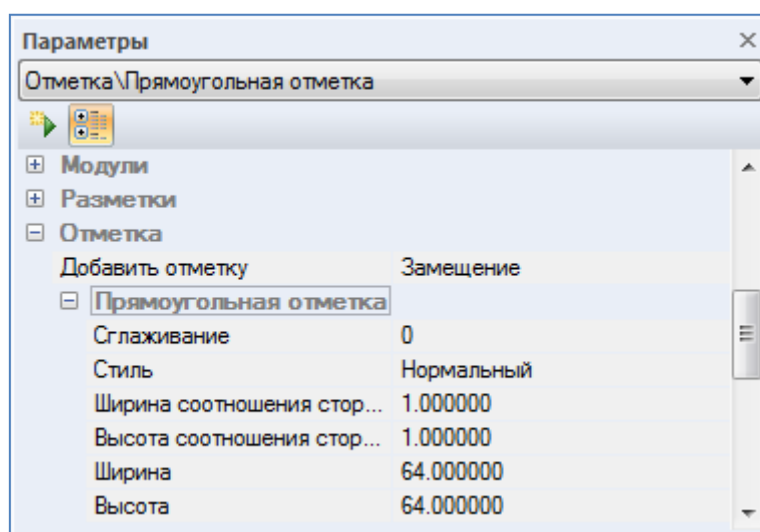 Параметры
Отметка\Прямоугольная отметка
Модули
Разметки
Отметка
Добавить отметку Замещение
Прямоугольная отметка
Сглаживание 0
Стиль Нормальный
Ширина соотношения стор... 1.000000
Высота соотношения стор... 1.000000
Ширина 64.000000
Высота 64.000000